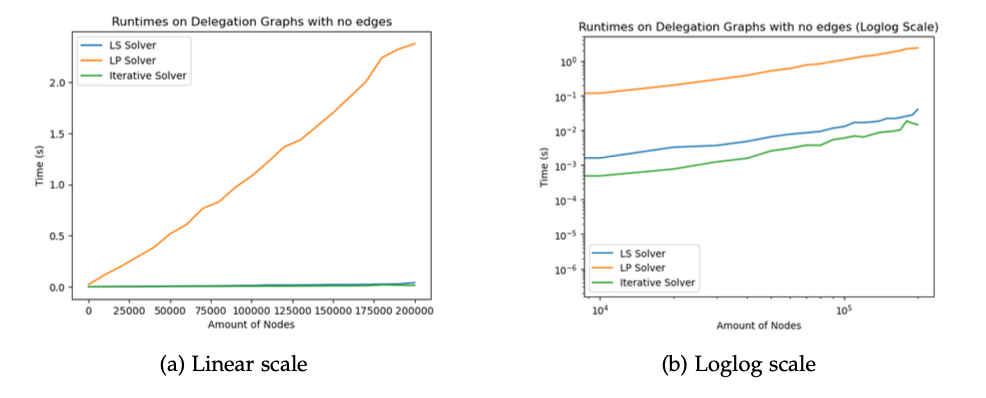 Runtimes on Delegation Graphs with no edges
LS Solver
LP Solver
Iterative Solver
2.0
1.5
1.0
0.5
0.0
Time (s)
0 25000 50000 75000 100000 125000 150000 175000 200000
Amount of Nodes
(a) Linear scale
Runtimes on Delegation Graphs with no edges (Loglog Scale)
10⁰
10⁻¹
10⁻²
10⁻³
10⁻⁴
10⁻⁵
10⁻⁶
Time (s)
LS Solver
LP Solver
Iterative Solver
10⁴ 10⁵
Amount of Nodes
(b) Loglog scale